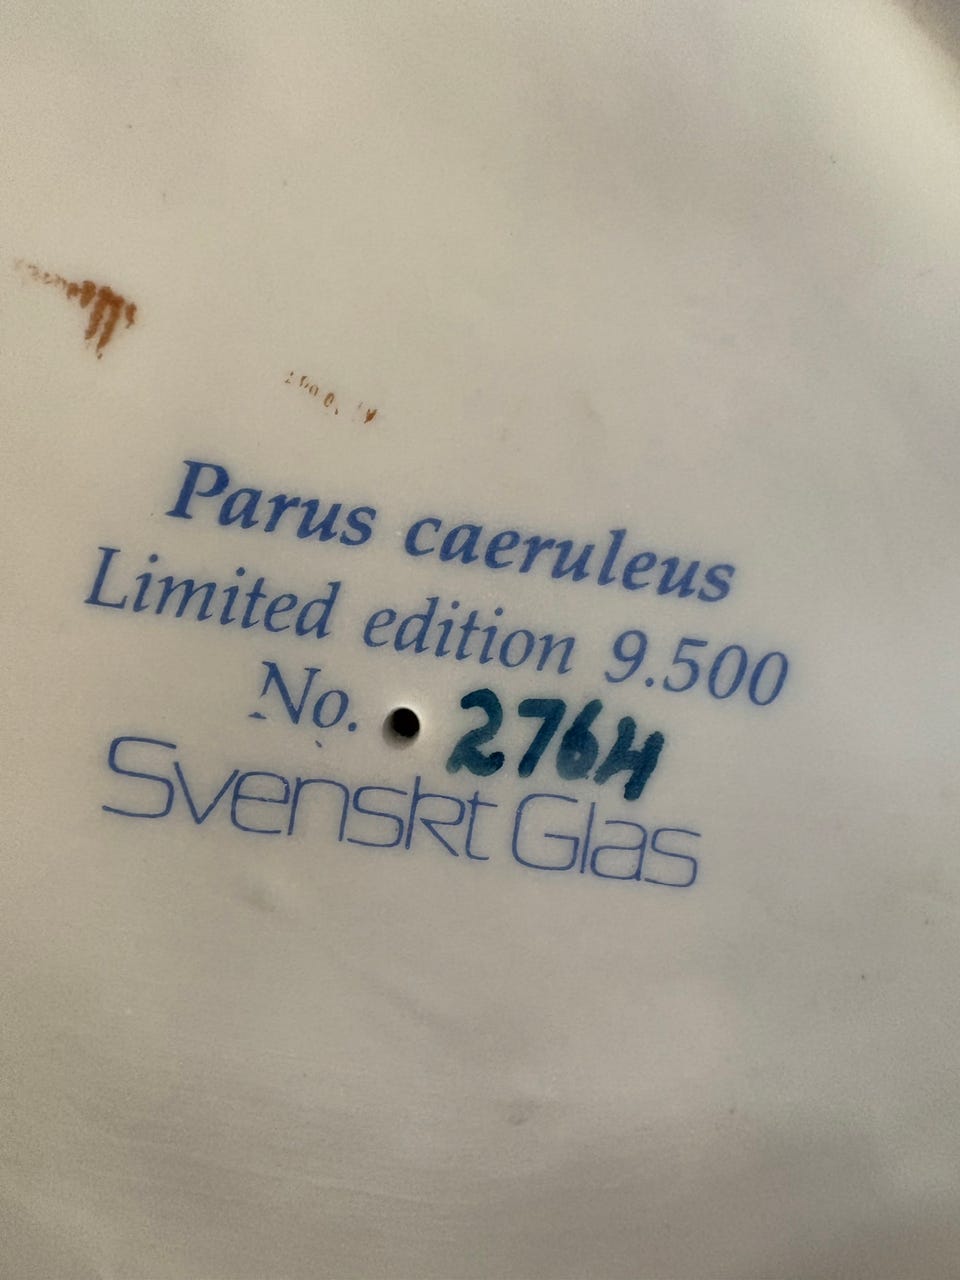 Parus caeruleus
Limited edition 9.500
No. 2764
Svenskt Glas